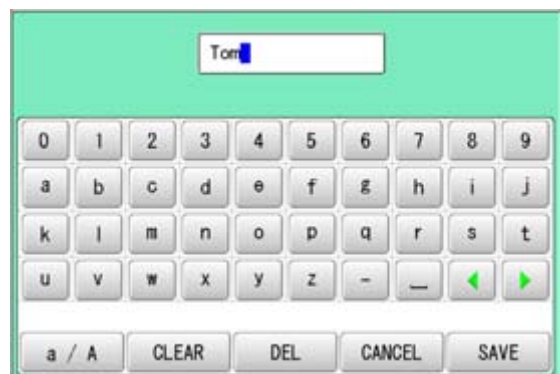 Tom
0 1 2 3 4 5 6 7 8 9
a b c d e f g h i j
k l m n o p q r s t
u v w x y z - _
a / A CLEAR DEL CANCEL SAVE